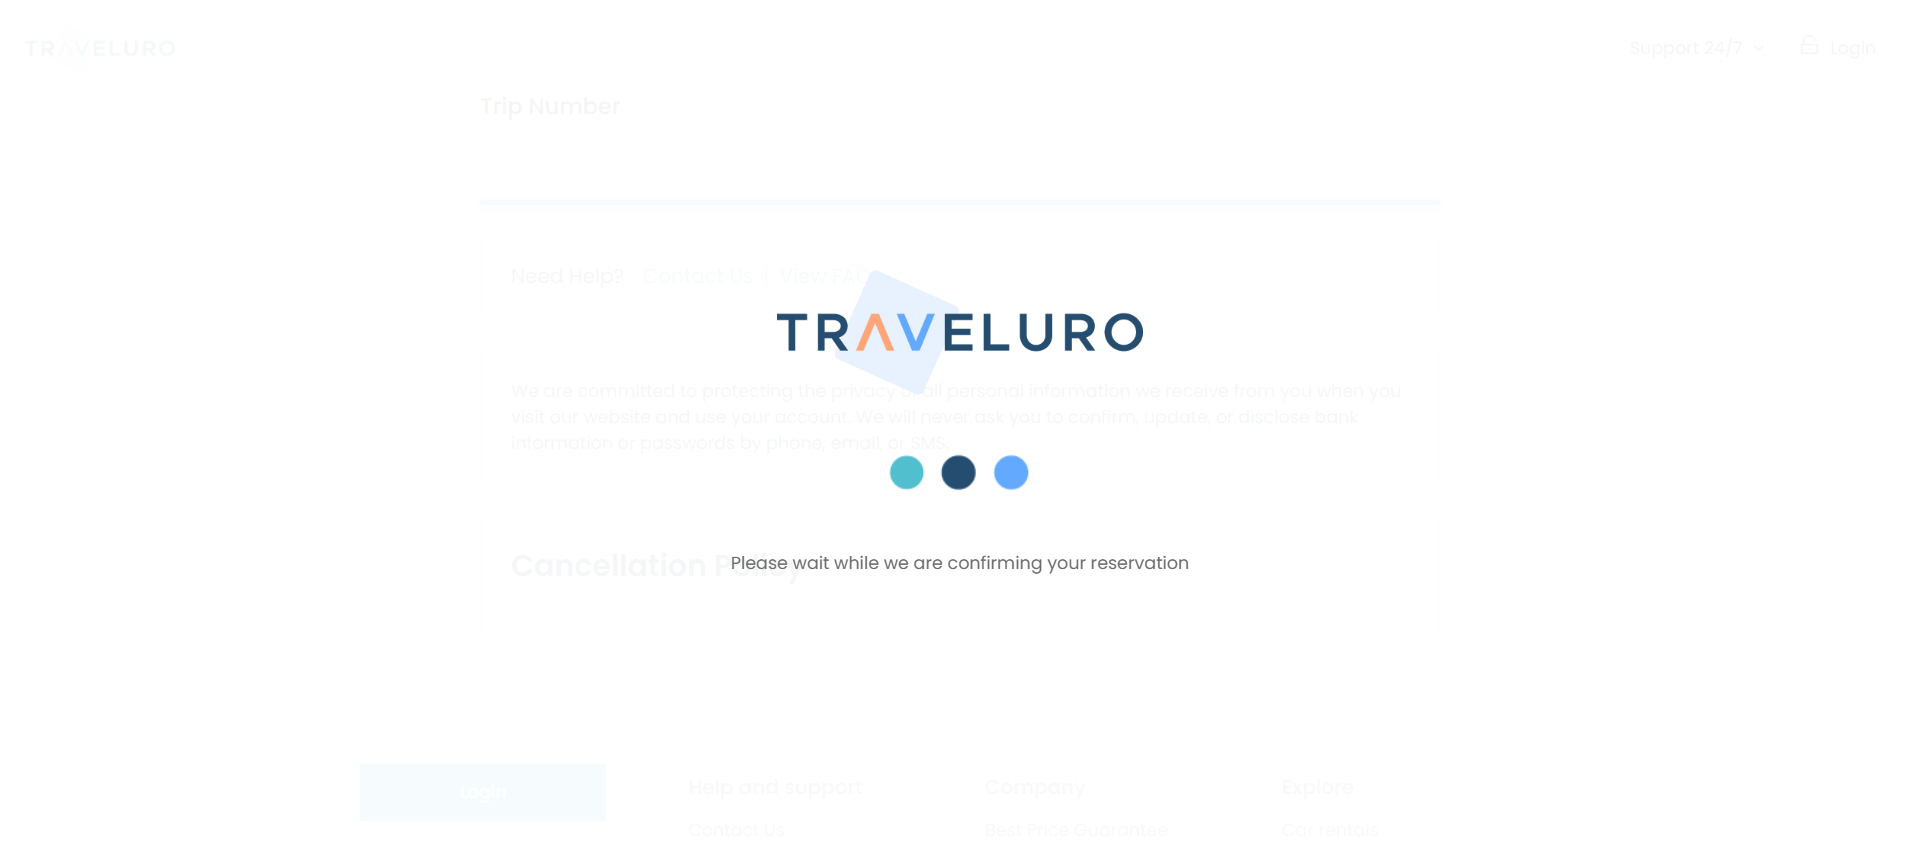 TRAVELURO
Support 24/7
Login
Trip Number
Need Help? Contact Us | View FAQ
TRAVELURO
We are committed to protecting the privacy of all personal information we receive from you when you
visit our website and use your account. We will never ask you to confirm, update, or disclose bank
information or passwords by phone, email, or SMS.
Cancellation Policy
Please wait while we are confirming your reservation
Login
Help and support
Company
Explore
Contact Us
Best Price Guarantee
Car rentals